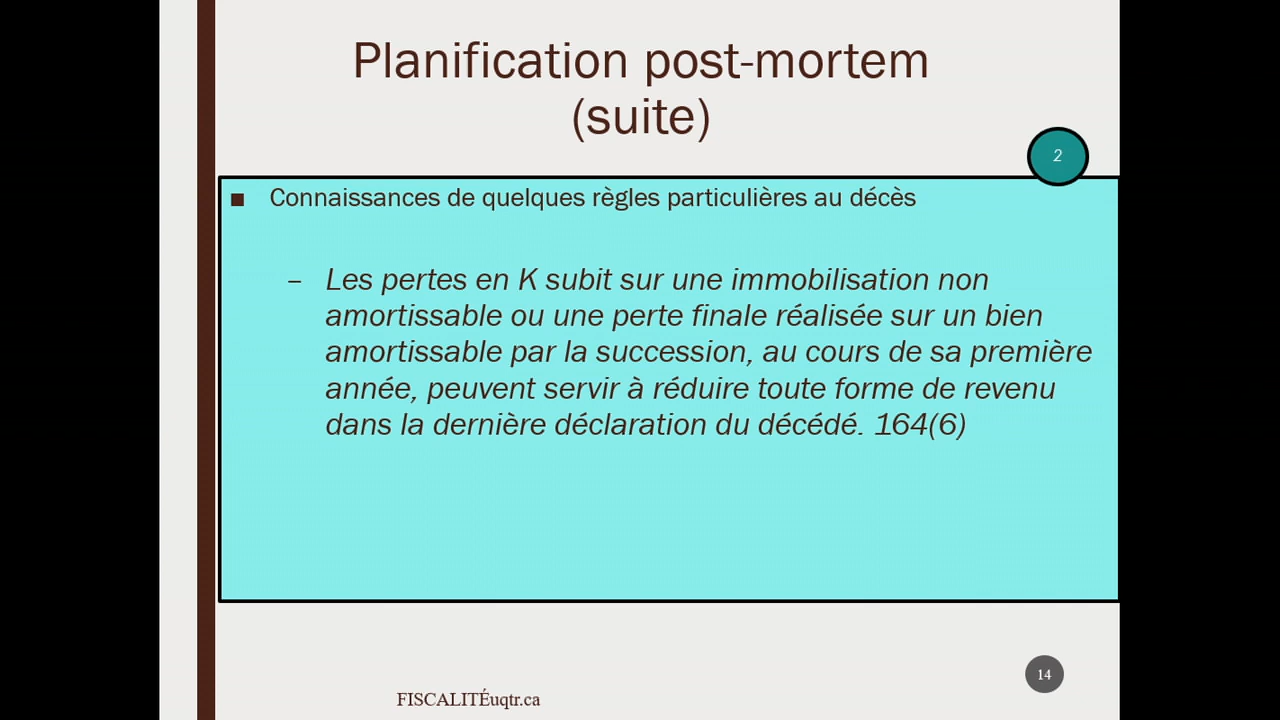 Planification post-mortem
(suite)
2
■ Connaissances de quelques règles particulières au décès
– Les pertes en K subit sur une immobilisation non
amortissable ou une perte finale réalisée sur un bien
amortissable par la succession, au cours de sa première
année, peuvent servir à réduire toute forme de revenu
dans la dernière déclaration du décédé. 164(6)
14
FISCALITÉuqtr.ca